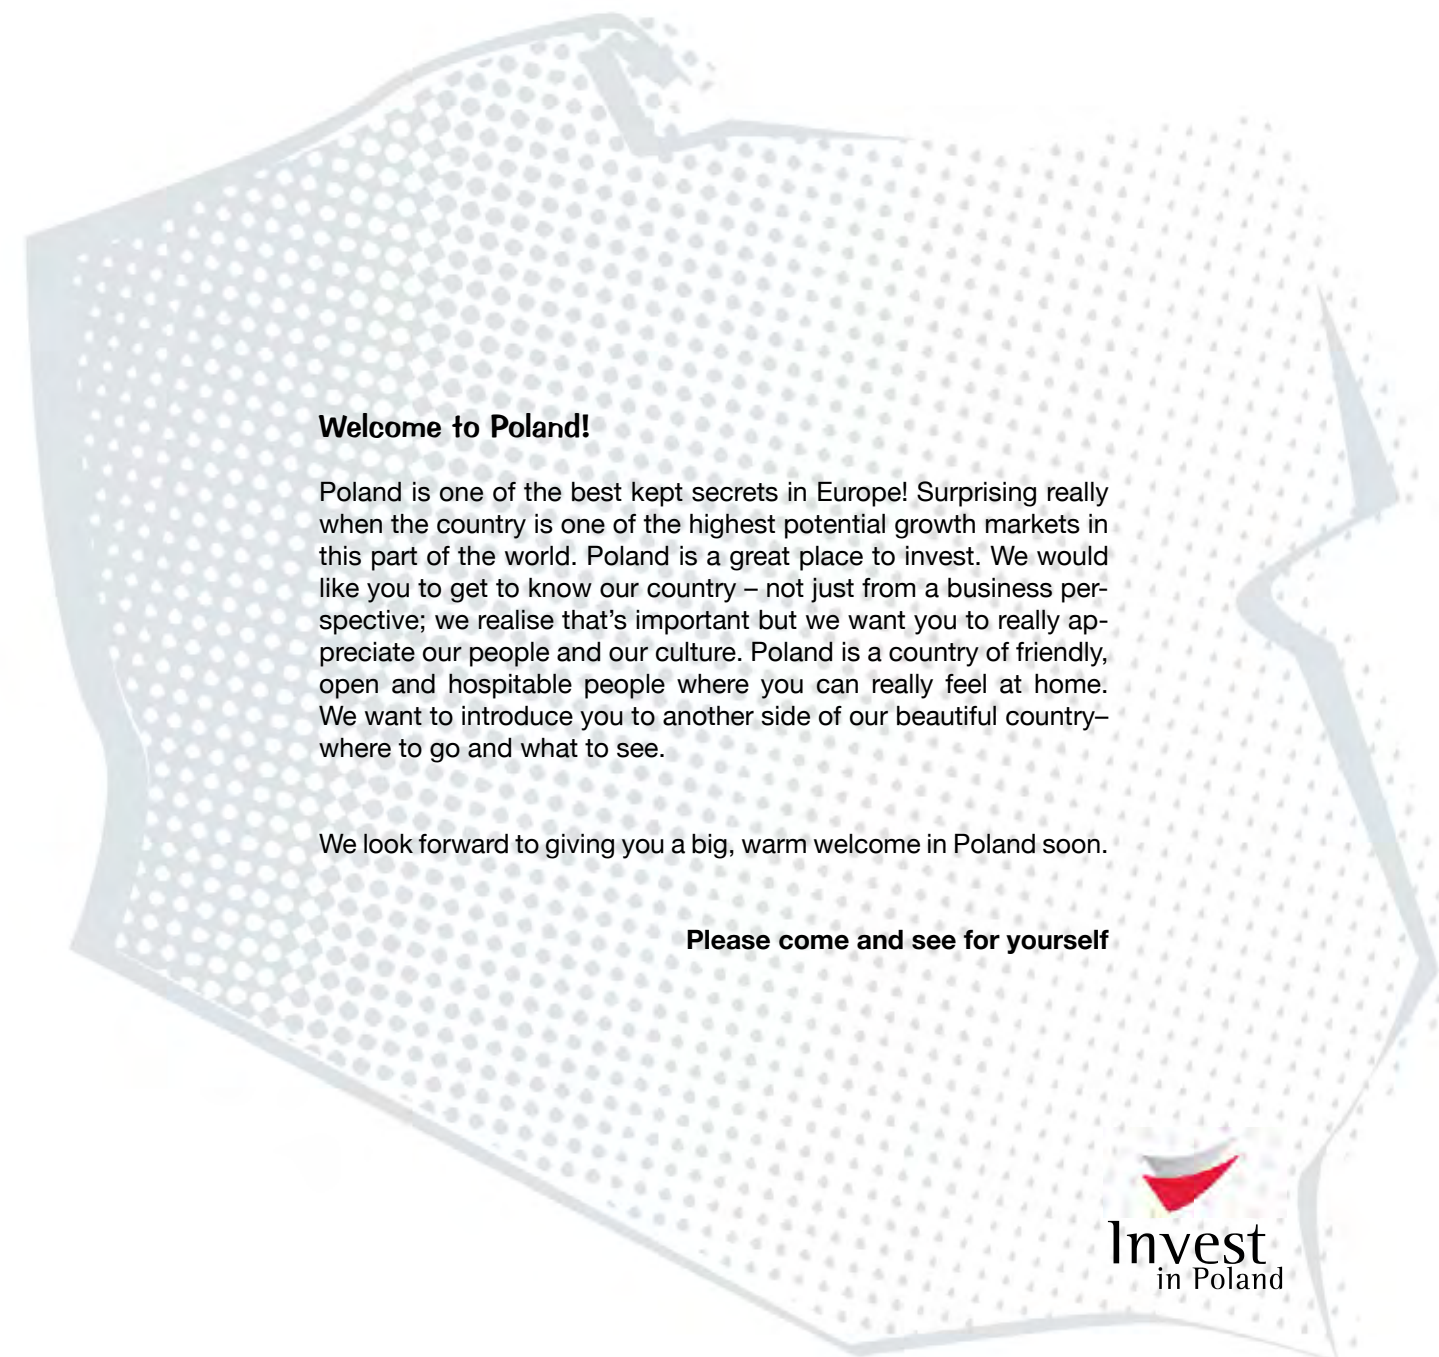 Welcome to Poland!
Poland is one of the best kept secrets in Europe! Surprising really
when the country is one of the highest potential growth markets in
this part of the world. Poland is a great place to invest. We would
like you to get to know our country – not just from a business per-
spective; we realise that's important but we want you to really ap-
preciate our people and our culture. Poland is a country of friendly,
open and hospitable people where you can really feel at home.
We want to introduce you to another side of our beautiful country–
where to go and what to see.
We look forward to giving you a big, warm welcome in Poland soon.
Please come and see for yourself
Invest
in Poland